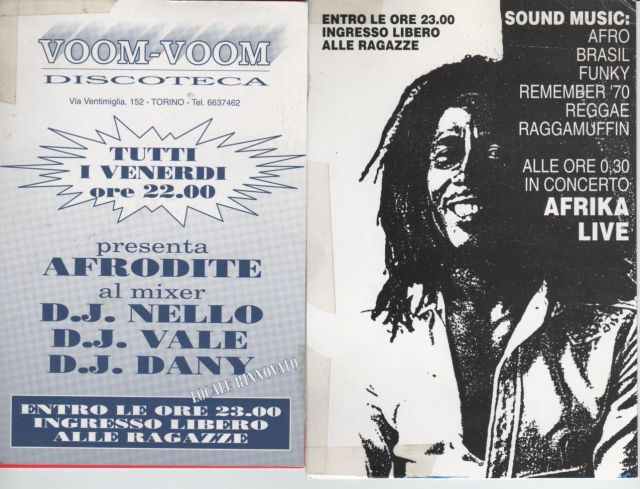 VOOM-VOOM
DISCOTECA
Via Ventimiglia, 152 - TORINO - Tel. 6637462
TUTTI
I VENERDI
ore 22.00
presenta
AFRODITE
al mixer
D.J. NELLO
D.J. VALE
D.J. DANY
LOCALE RINNOVATO
ENTRO LE ORE 23.00
INGRESSO LIBERO
ALLE RAGAZZE
ENTRO LE ORE 23.00
INGRESSO LIBERO
ALLE RAGAZZE
SOUND MUSIC:
AFRO
BRASIL
FUNKY
REMEMBER '70
REGGAE
RAGGAMUFFIN
ALLE ORE 0,30
IN CONCERTO
AFRIKA
LIVE